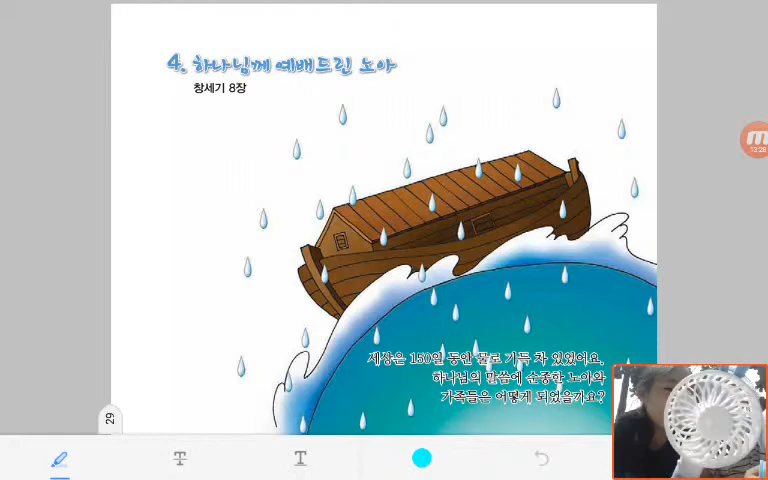 4. 하나님께 예배드린 노아
창세기 8장
세상은 150일 동안 물로 가득 차 있었어요.
하나님의 말씀에 순종한 노아와
가족들은 어떻게 되었을까요?
29
13:28